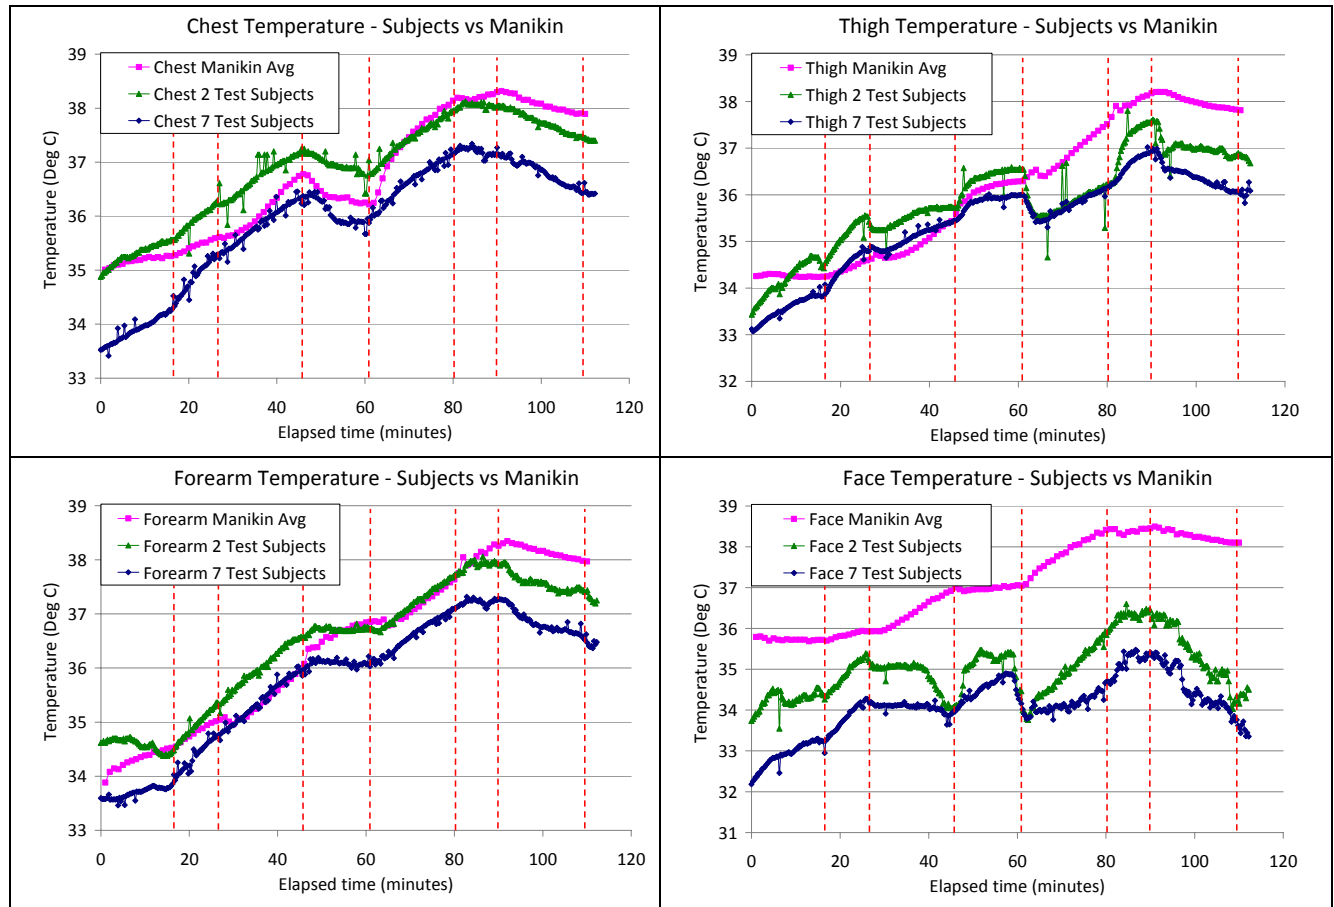 Chest Temperature - Subjects vs Manikin
Chest Manikin Avg
Chest 2 Test Subjects
Chest 7 Test Subjects
Temperature (Deg C)
39
38
37
36
35
34
33
0 20 40 60 80 100 120
Elapsed time (minutes)
Thigh Temperature - Subjects vs Manikin
Thigh Manikin Avg
Thigh 2 Test Subjects
Thigh 7 Test Subjects
Temperature (Deg C)
39
38
37
36
35
34
33
32
0 20 40 60 80 100 120
Elapsed time (minutes)
Forearm Temperature - Subjects vs Manikin
Forearm Manikin Avg
Forearm 2 Test Subjects
Forearm 7 Test Subjects
Temperature (Deg C)
39
38
37
36
35
34
33
0 20 40 60 80 100 120
Elapsed time (minutes)
Face Temperature - Subjects vs Manikin
Face Manikin Avg
Face 2 Test Subjects
Face 7 Test Subjects
Temperature (Deg C)
39
38
37
36
35
34
33
32
31
0 20 40 60 80 100 120
Elapsed time (minutes)